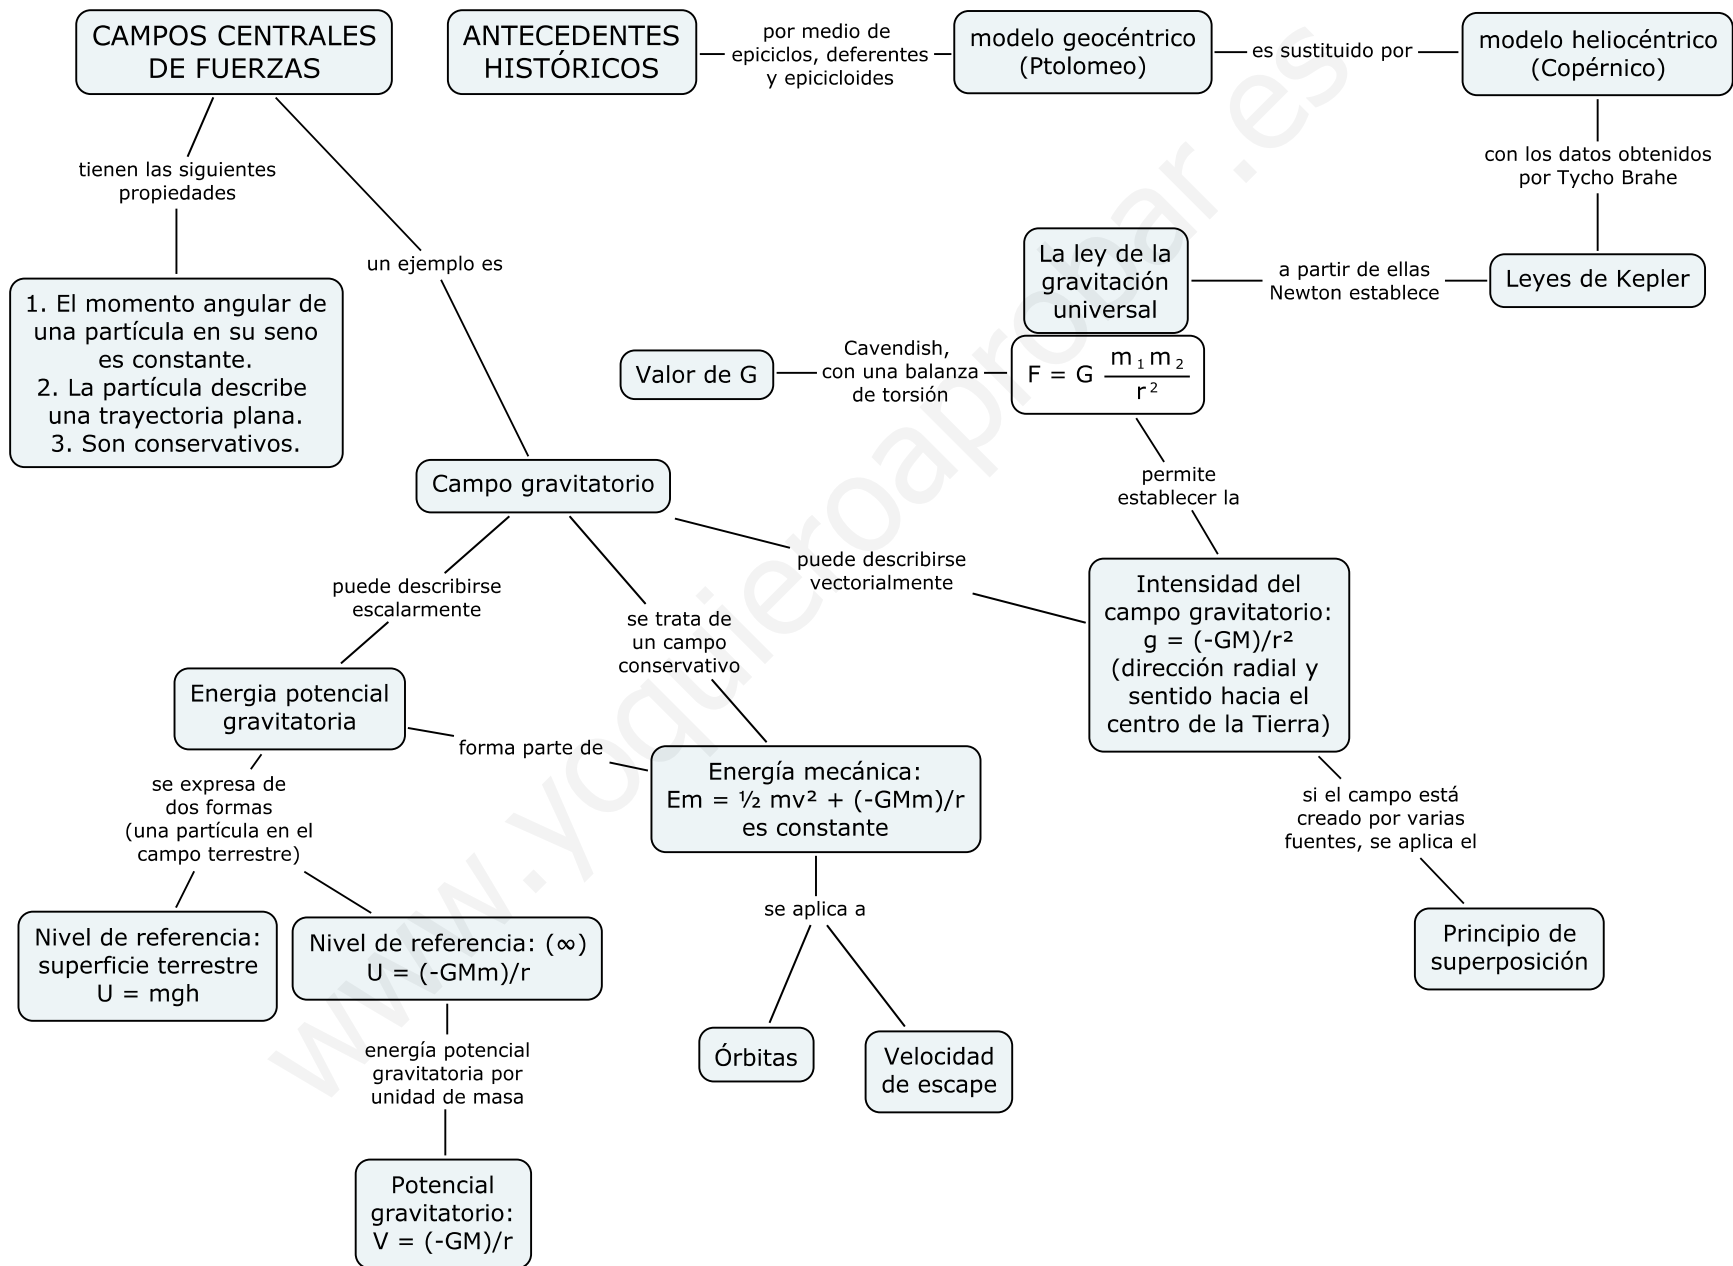 CAMPOS CENTRALES
DE FUERZAS
ANTECEDENTES
HISTÓRICOS
por medio de
epiciclos, deferentes
y epicicloides
modelo geocéntrico
(Ptolomeo)
es sustituido por
modelo heliocéntrico
(Copérnico)
tienen las siguientes
propiedades
con los datos obtenidos
por Tycho Brahe
un ejemplo es
La ley de la
gravitación
universal
a partir de ellas
Newton establece
Leyes de Kepler
1. El momento angular de
una partícula en su seno
es constante.
2. La partícula describe
una trayectoria plana.
3. Son conservativos.
Valor de G
Cavendish,
con una balanza
de torsión
F = G m₁m₂/r²
Campo gravitatorio
permite
establecer la
puede describirse
escalarmente
se trata de
un campo
conservativo
puede describirse
vectorialmente
Intensidad del
campo gravitatorio:
g = (-GM)/r²
(dirección radial y
sentido hacia el
centro de la Tierra)
Energia potencial
gravitatoria
forma parte de
Energía mecánica:
Em = ½ mv² + (-GMm)/r
es constante
se expresa de
dos formas
(una partícula en el
campo terrestre)
si el campo está
creado por varias
fuentes, se aplica el
Nivel de referencia:
superficie terrestre
U = mgh
Nivel de referencia: (∞)
U = (-GMm)/r
se aplica a
Principio de
superposición
energía potencial
gravitatoria por
unidad de masa
Órbitas
Velocidad
de escape
Potencial
gravitatorio:
V = (-GM)/r
www.yoquieroaprobar.es